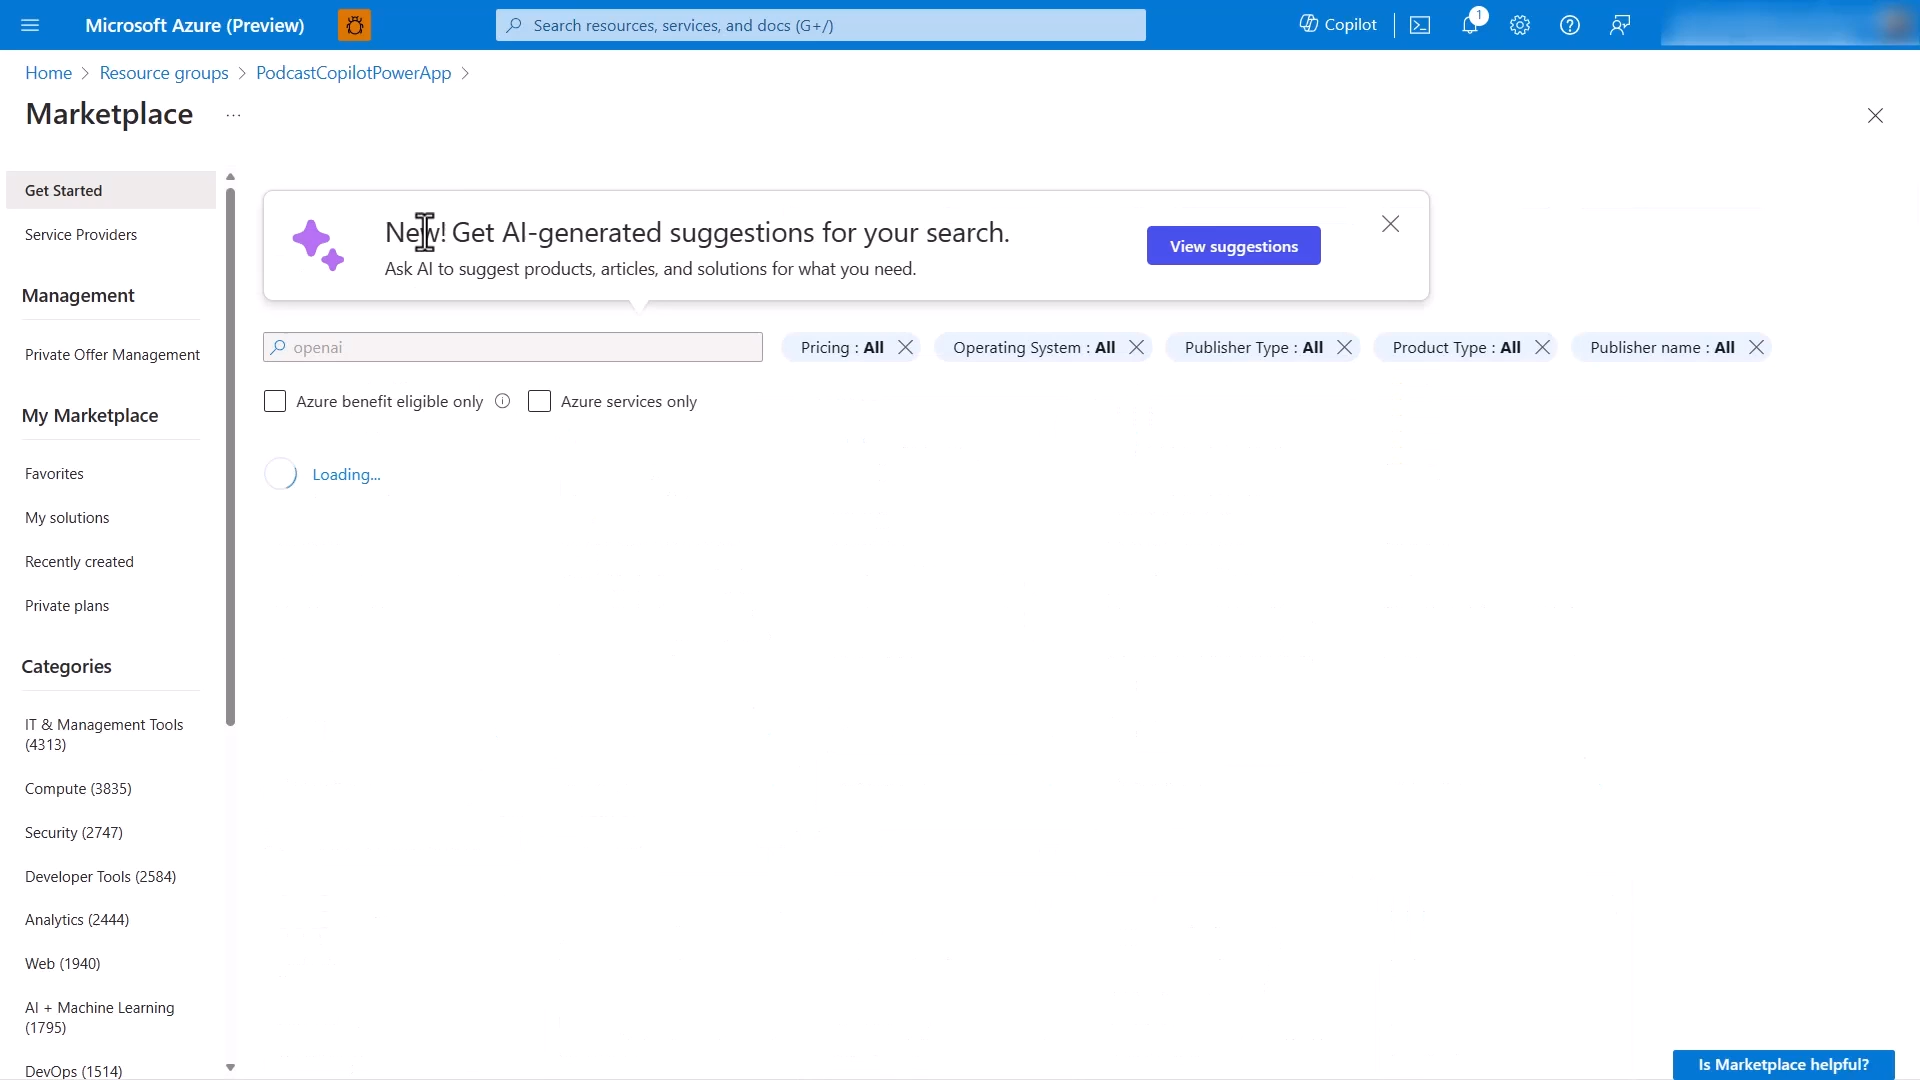 Microsoft Azure (Preview)
Search resources, services, and docs (G+/)
Copilot
1
Home
Resource groups
PodcastCopilotPowerApp
Marketplace
...
Get Started
Service Providers
Management
Private Offer Management
My Marketplace
Favorites
My solutions
Recently created
Private plans
Categories
IT & Management Tools
(4313)
Compute (3835)
Security (2747)
Developer Tools (2584)
Analytics (2444)
Web (1940)
AI + Machine Learning
(1795)
DevOps (1514)
New! Get AI-generated suggestions for your search.
Ask AI to suggest products, articles, and solutions for what you need.
View suggestions
openai
Pricing : All
Operating System : All
Publisher Type : All
Product Type : All
Publisher name : All
Azure benefit eligible only
Azure services only
Loading...
Is Marketplace helpful?